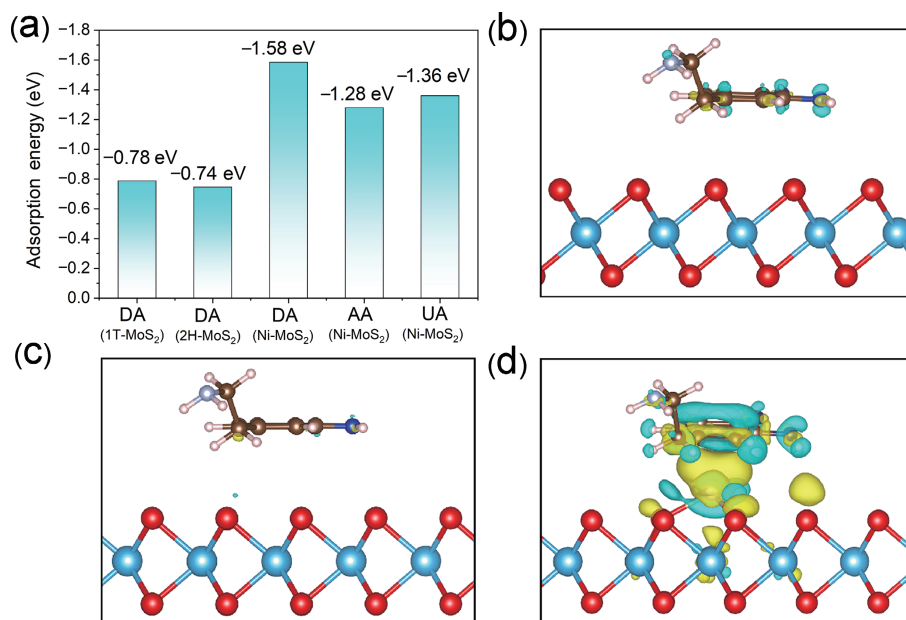 (a)
Adsorption energy (eV)
−1.8
−1.6
−1.4
−1.2
−1.0
−0.8
−0.6
−0.4
−0.2
0.0
−0.78 eV
−0.74 eV
−1.58 eV
−1.28 eV
−1.36 eV
DA DA DA AA UA
(1T-MoS₂) (2H-MoS₂) (Ni-MoS₂) (Ni-MoS₂) (Ni-MoS₂)
(b)
(c)
(d)